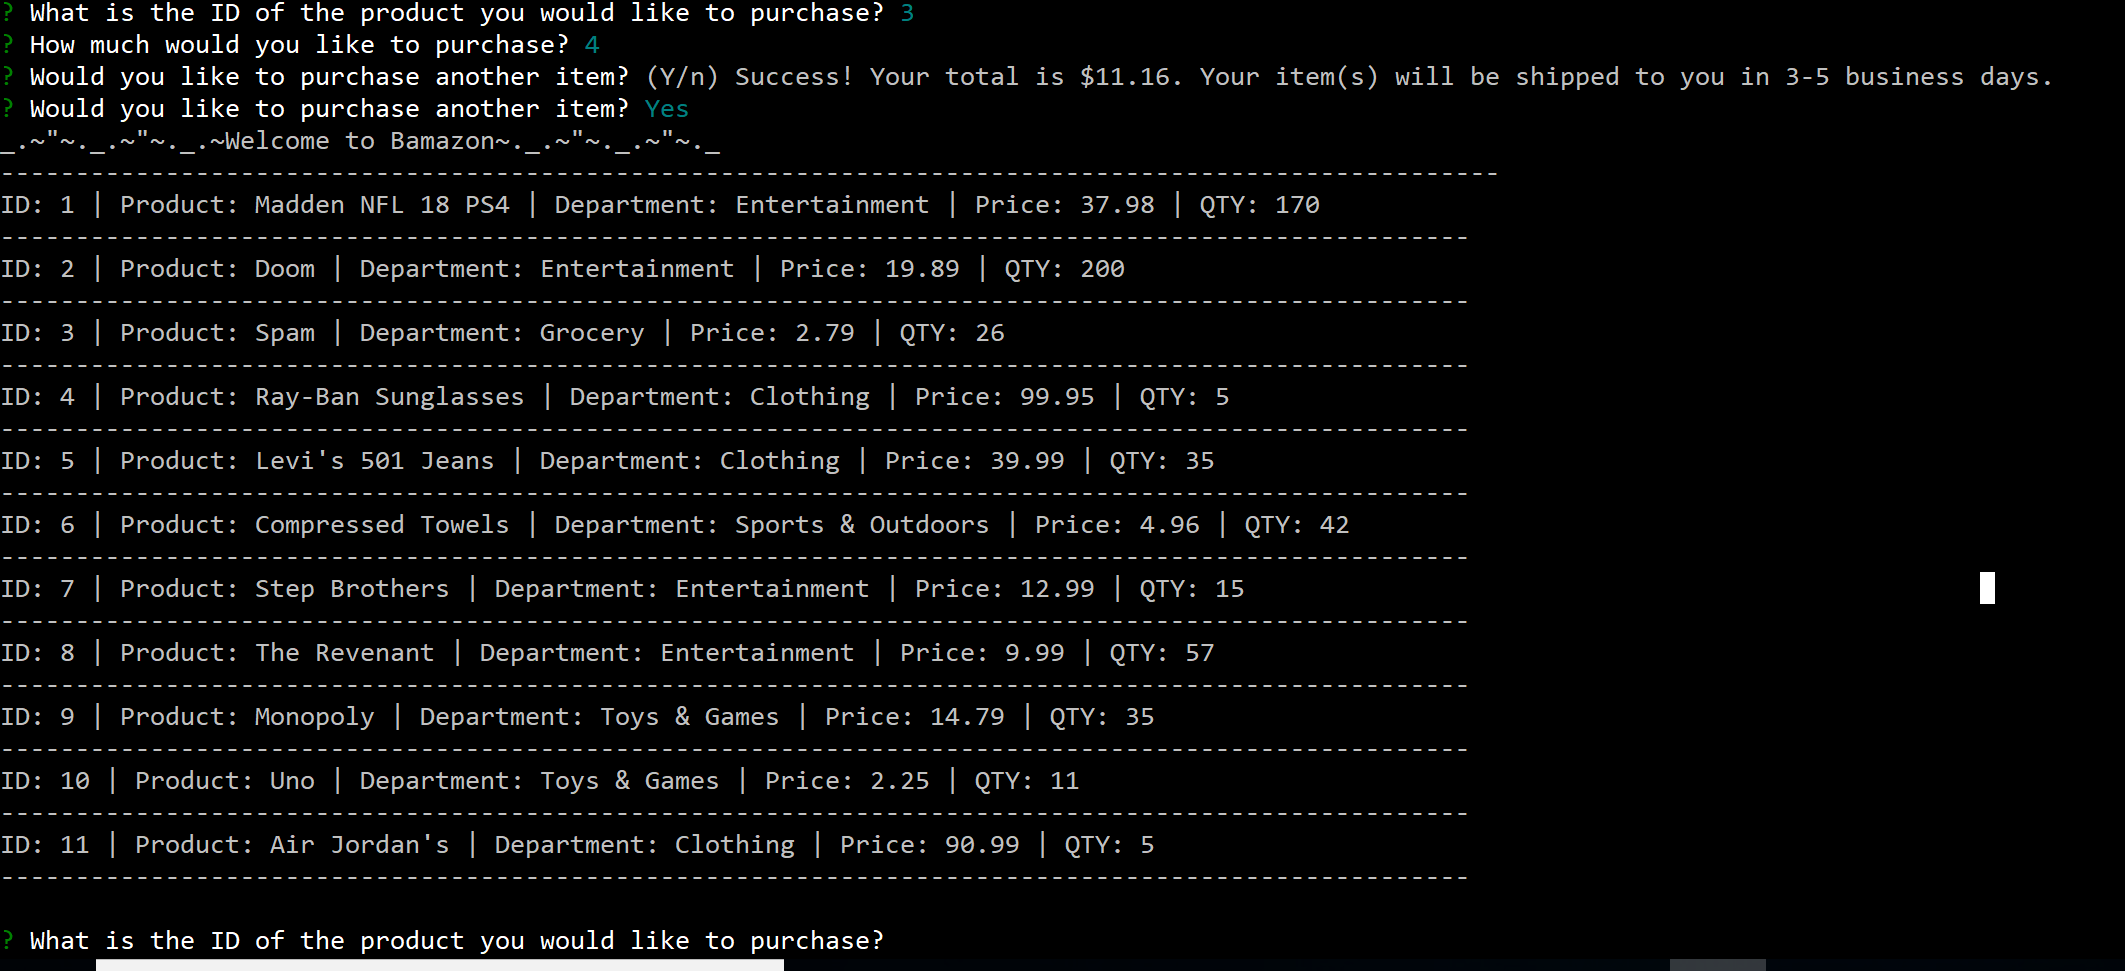 ? What is the ID of the product you would like to purchase? 3
? How much would you like to purchase? 4
? Would you like to purchase another item? (Y/n) Success! Your total is $11.16. Your item(s) will be shipped to you in 3-5 business days.
? Would you like to purchase another item? Yes
_.~"~._.~"~._.~Welcome to Bamazon~._.~"~._.~"~._
----------------------------------------------------------------------------------------------------
ID: 1 | Product: Madden NFL 18 PS4 | Department: Entertainment | Price: 37.98 | QTY: 170
--------------------------------------------------------------------------------------------------
ID: 2 | Product: Doom | Department: Entertainment | Price: 19.89 | QTY: 200
--------------------------------------------------------------------------------------------------
ID: 3 | Product: Spam | Department: Grocery | Price: 2.79 | QTY: 26
--------------------------------------------------------------------------------------------------
ID: 4 | Product: Ray-Ban Sunglasses | Department: Clothing | Price: 99.95 | QTY: 5
--------------------------------------------------------------------------------------------------
ID: 5 | Product: Levi's 501 Jeans | Department: Clothing | Price: 39.99 | QTY: 35
--------------------------------------------------------------------------------------------------
ID: 6 | Product: Compressed Towels | Department: Sports & Outdoors | Price: 4.96 | QTY: 42
--------------------------------------------------------------------------------------------------
ID: 7 | Product: Step Brothers | Department: Entertainment | Price: 12.99 | QTY: 15
--------------------------------------------------------------------------------------------------
ID: 8 | Product: The Revenant | Department: Entertainment | Price: 9.99 | QTY: 57
--------------------------------------------------------------------------------------------------
ID: 9 | Product: Monopoly | Department: Toys & Games | Price: 14.79 | QTY: 35
--------------------------------------------------------------------------------------------------
ID: 10 | Product: Uno | Department: Toys & Games | Price: 2.25 | QTY: 11
--------------------------------------------------------------------------------------------------
ID: 11 | Product: Air Jordan's | Department: Clothing | Price: 90.99 | QTY: 5
--------------------------------------------------------------------------------------------------
? What is the ID of the product you would like to purchase?